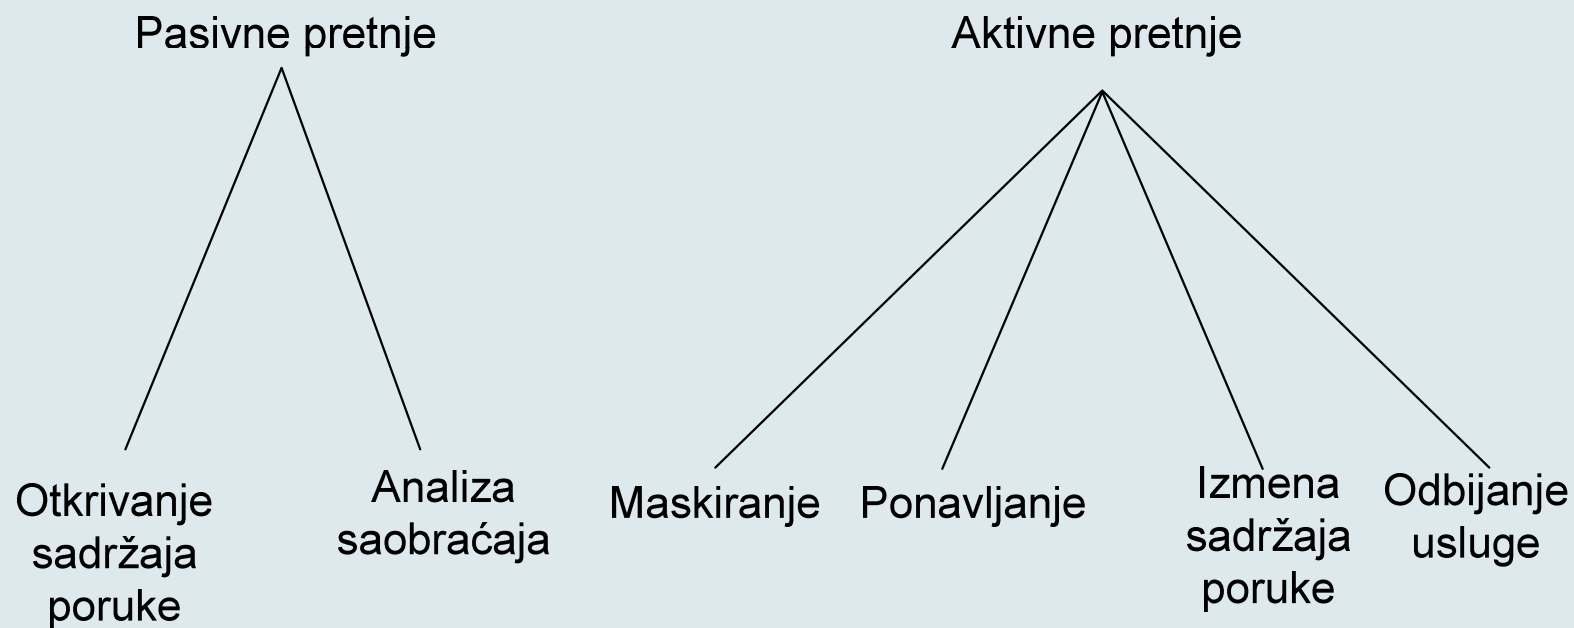 Pasivne pretnje
Aktivne pretnje
Otkrivanje
sadržaja
poruke
Analiza
saobraćaja
Maskiranje
Ponavljanje
Izmena
sadržaja
poruke
Odbijanje
usluge